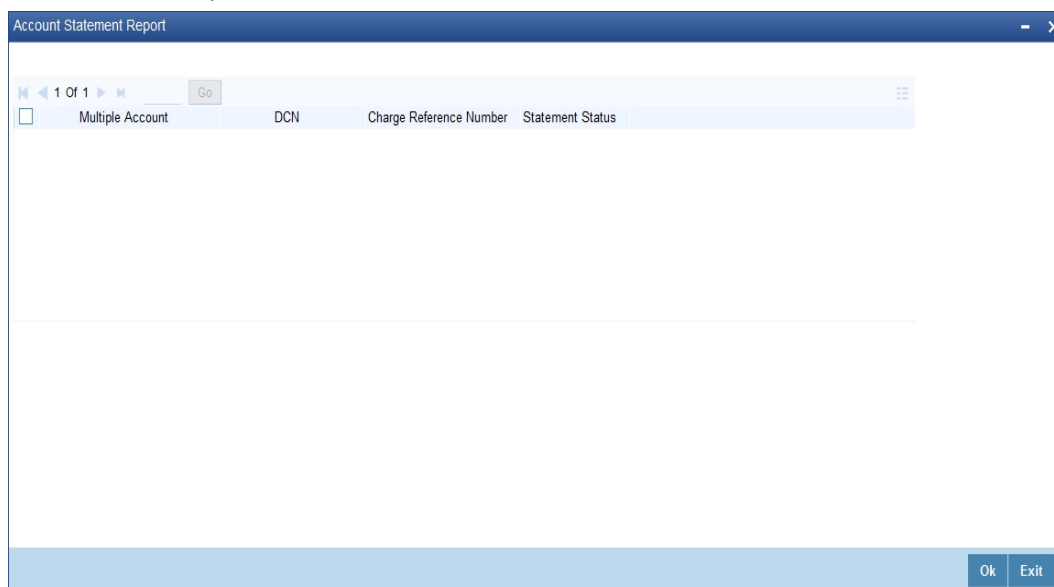 Account Statement Report
1 Of 1 Go
Multiple Account DCN Charge Reference Number Statement Status
Ok Exit